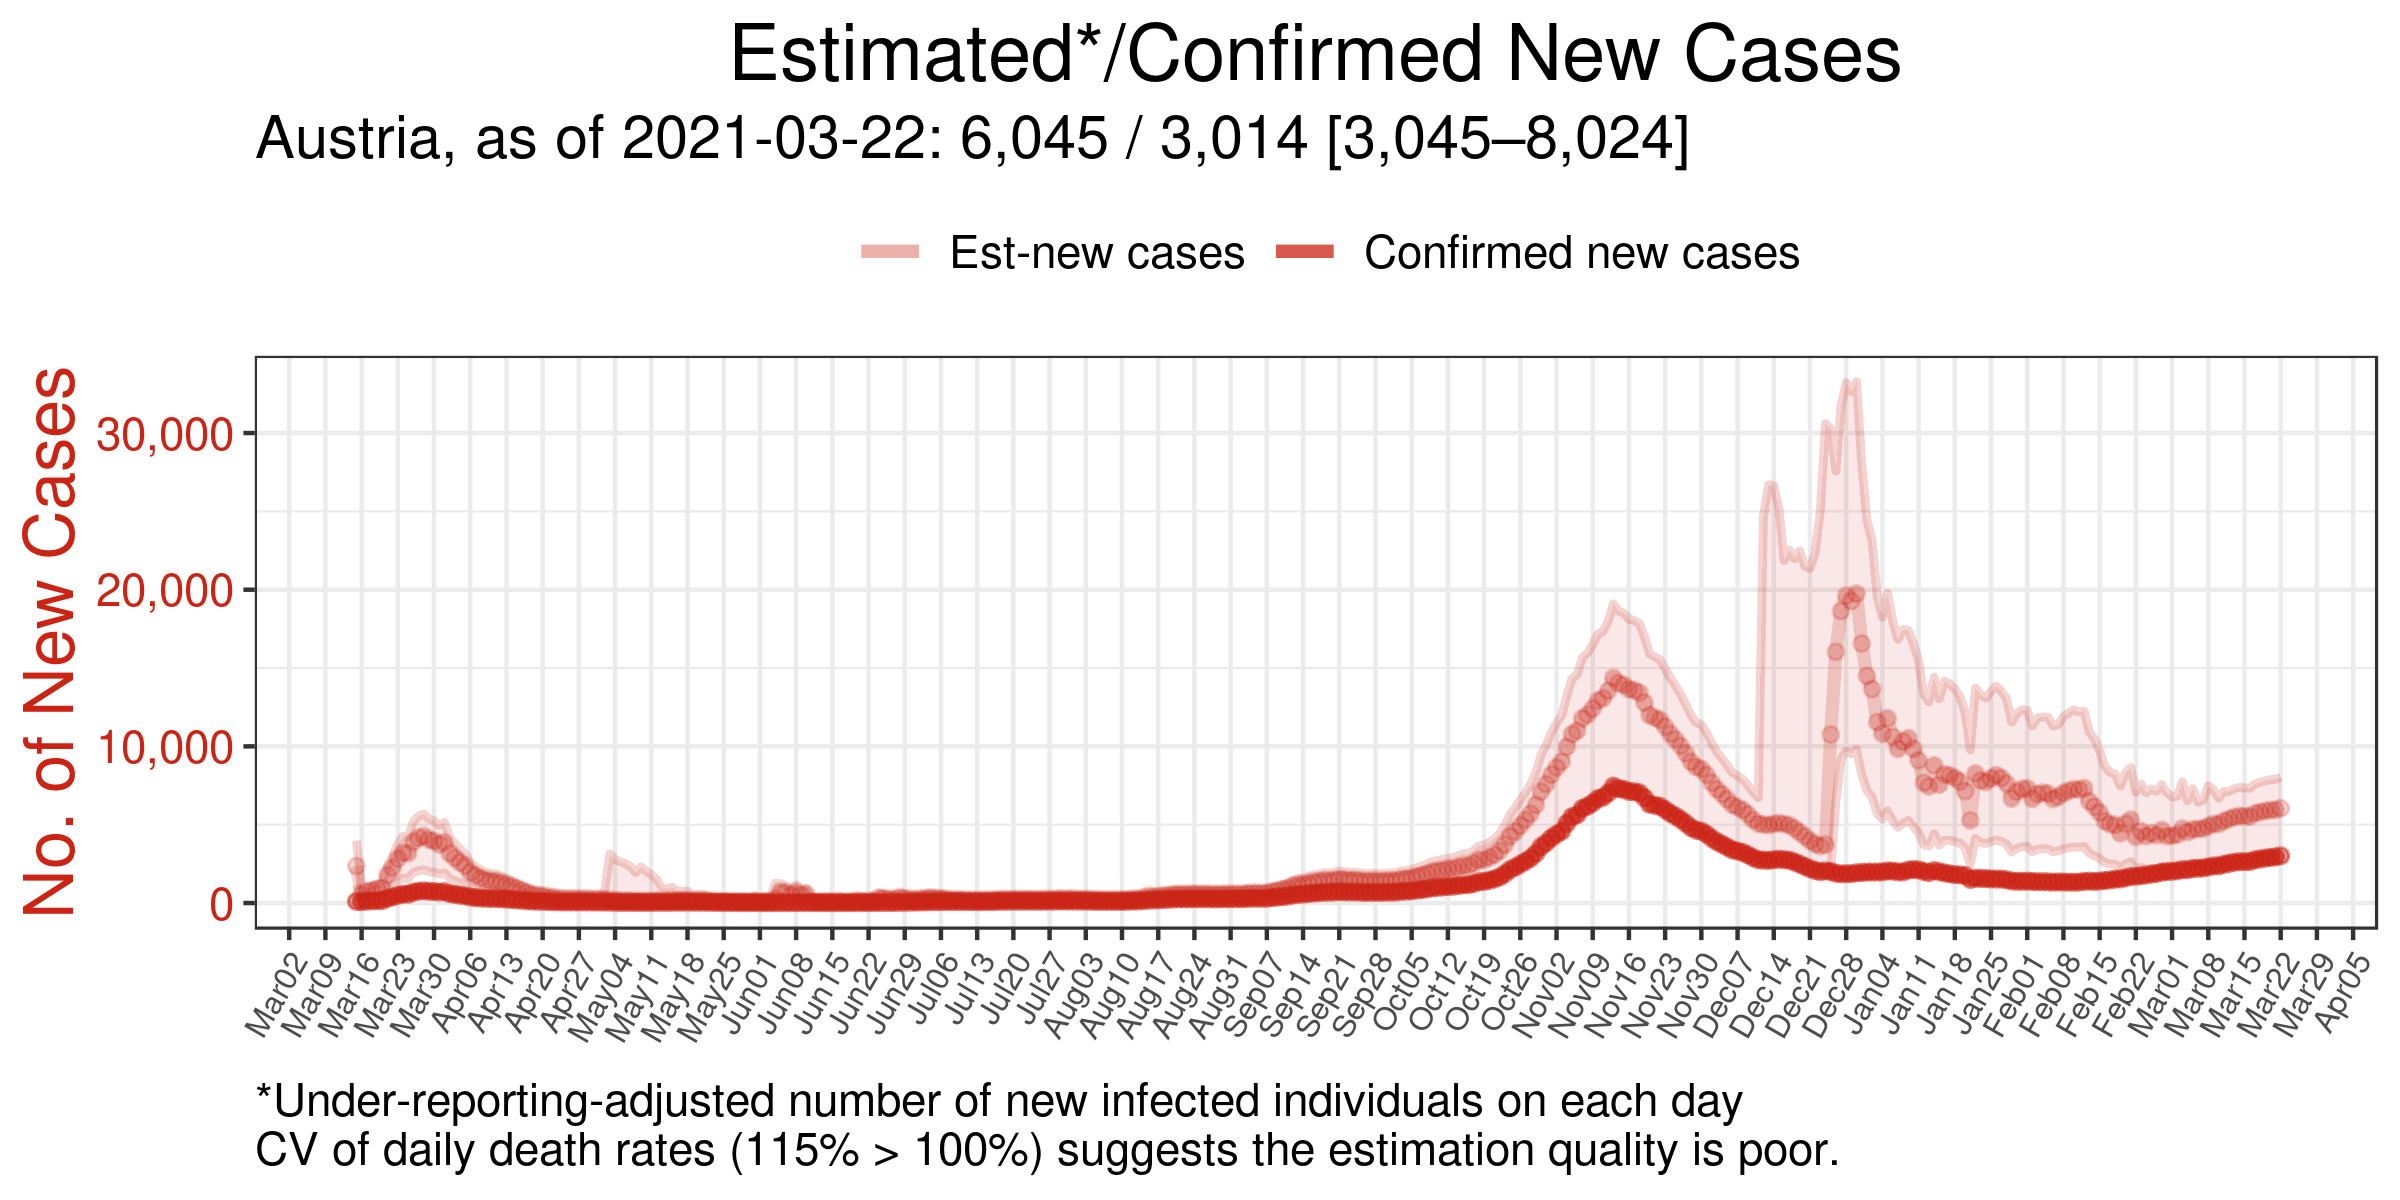 Estimated*/Confirmed New Cases
Austria, as of 2021-03-22: 6,045 / 3,014 [3,045–8,024]
Est-new cases
Confirmed new cases
No. of New Cases
30,000
20,000
10,000
0
Mar02
Mar09
Mar16
Mar23
Mar30
Apr06
Apr13
Apr20
Apr27
May04
May11
May18
May25
Jun01
Jun08
Jun15
Jun22
Jun29
Jul06
Jul13
Jul20
Jul27
Aug03
Aug10
Aug17
Aug24
Aug31
Sep07
Sep14
Sep21
Sep28
Oct05
Oct12
Oct19
Oct26
Nov02
Nov09
Nov16
Nov23
Nov30
Dec07
Dec14
Dec21
Dec28
Jan04
Jan11
Jan18
Jan25
Feb01
Feb08
Feb15
Feb22
Mar01
Mar08
Mar15
Mar22
Mar29
Apr05
*Under-reporting-adjusted number of new infected individuals on each day
CV of daily death rates (115% > 100%) suggests the estimation quality is poor.